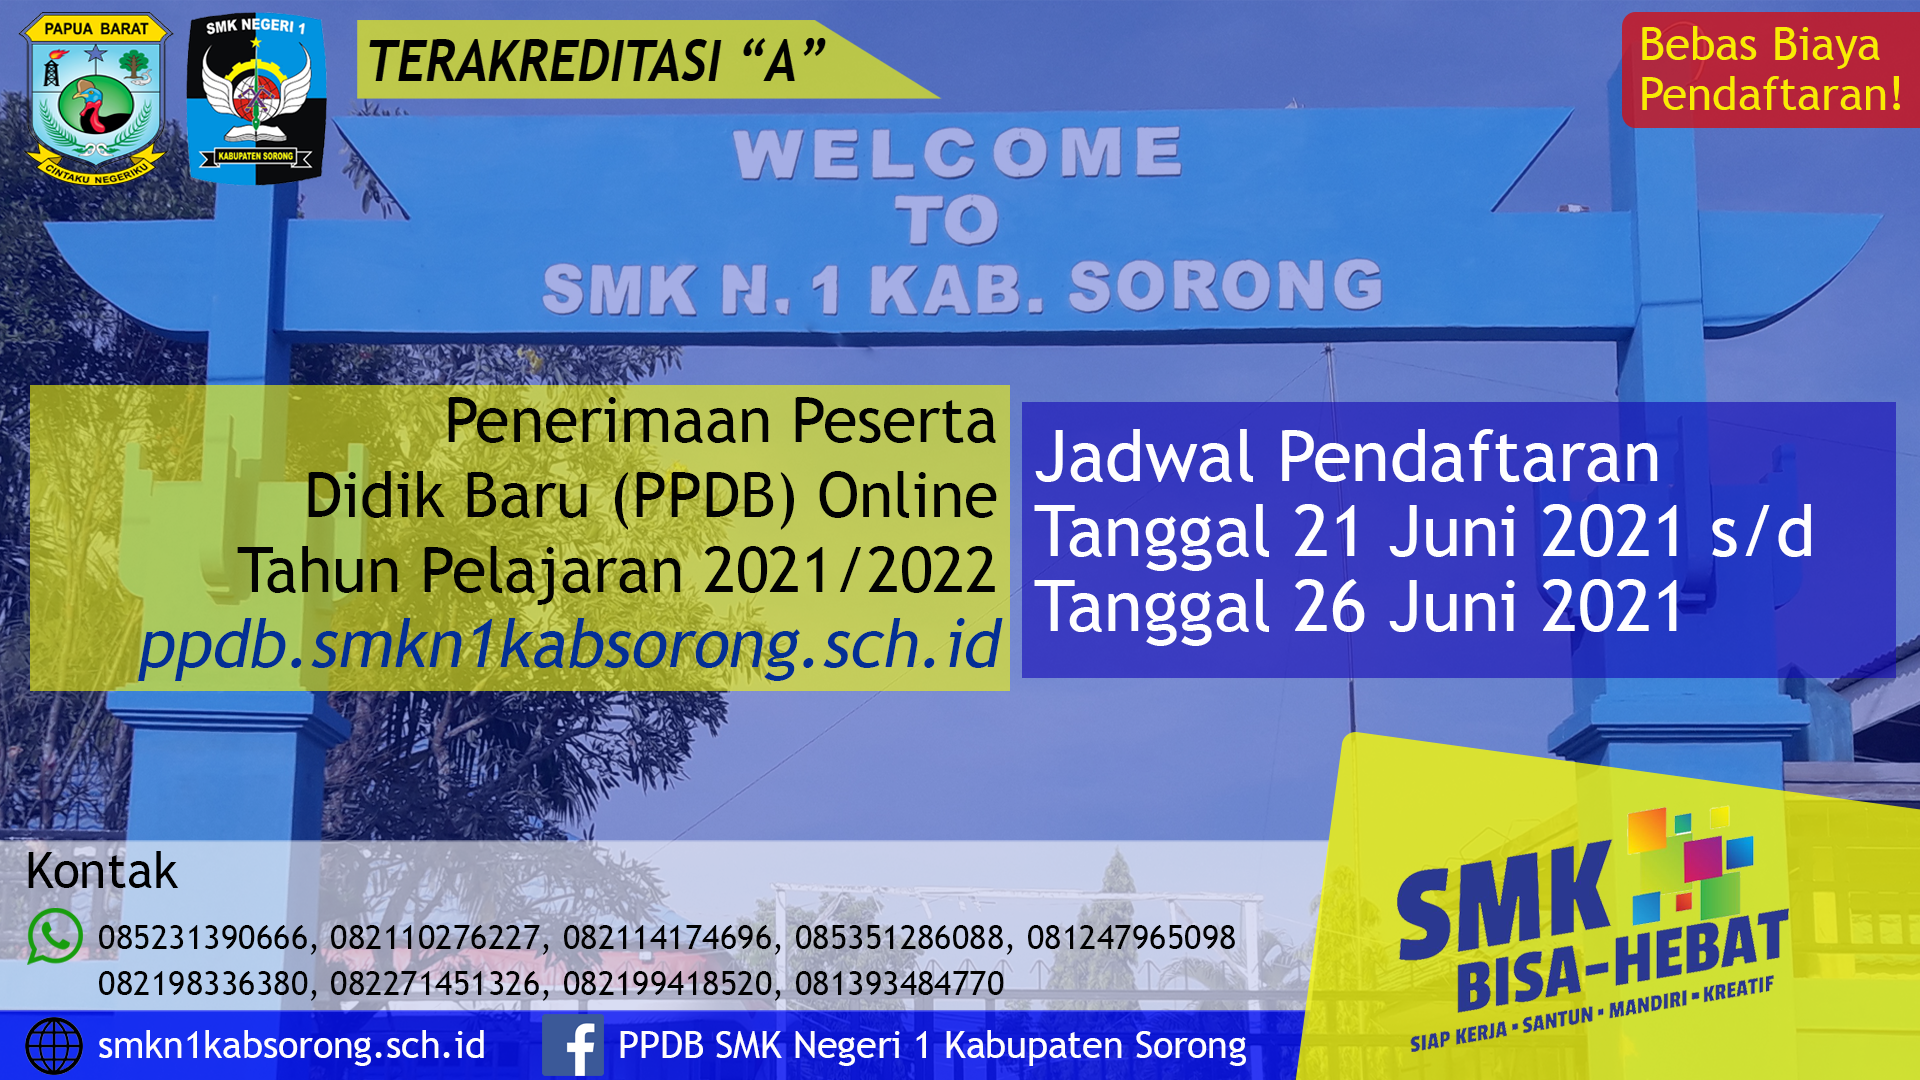 PAPUA BARAT
CINTAKU NEGERIKU
SMK NEGERI 1
KABUPATEN SORONG
TERAKREDITASI “A”
Bebas Biaya
Pendaftaran!
WELCOME
TO
SMK N. 1 KAB. SORONG
Penerimaan Peserta
Didik Baru (PPDB) Online
Tahun Pelajaran 2021/2022
ppdb.smkn1kabsorong.sch.id
Jadwal Pendaftaran
Tanggal 21 Juni 2021 s/d
Tanggal 26 Juni 2021
Kontak
085231390666, 082110276227, 082114174696, 085351286088, 081247965098
082198336380, 082271451326, 082199418520, 081393484770
smkn1kabsorong.sch.id
PPDB SMK Negeri 1 Kabupaten Sorong
SMK
BISA-HEBAT
SIAP KERJA • SANTUN • MANDIRI • KREATIF